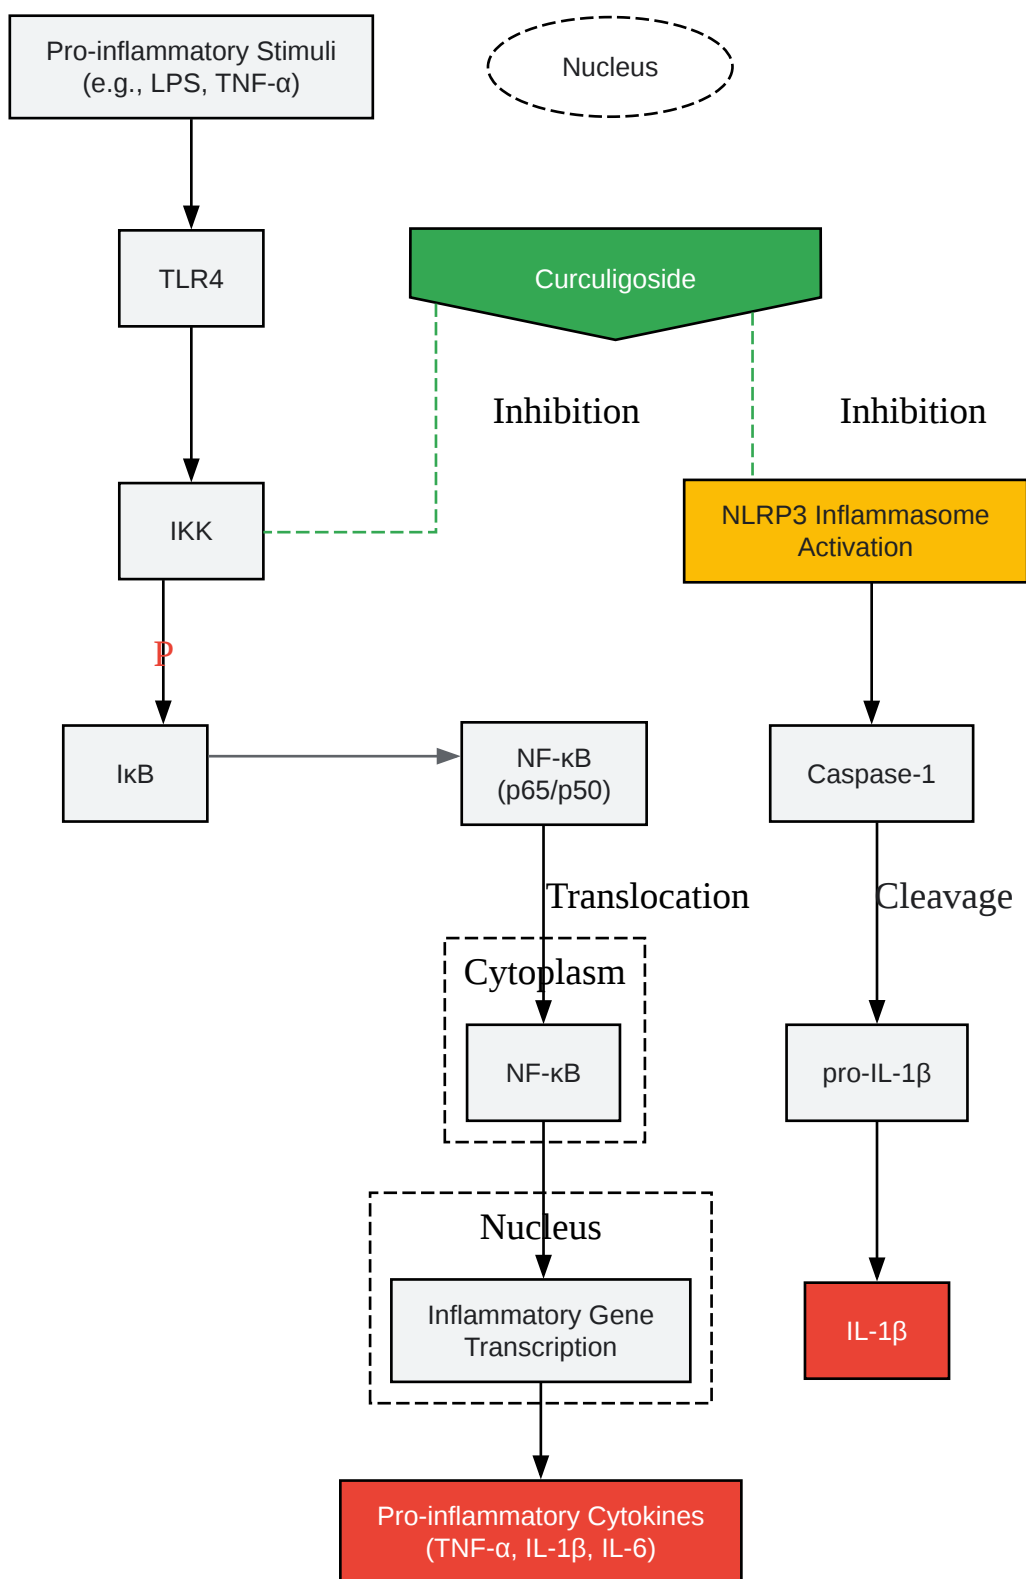 Pro-inflammatory Stimuli
(e.g., LPS, TNF-α)
Nucleus
TLR4
Curculigoside
Inhibition
Inhibition
IKK
NLRP3 Inflammasome
Activation
P
IκB
NF-κB
(p65/p50)
Caspase-1
Translocation
Cleavage
Cytoplasm
NF-κB
pro-IL-1β
Nucleus
Inflammatory Gene
Transcription
IL-1β
Pro-inflammatory Cytokines
(TNF-α, IL-1β, IL-6)